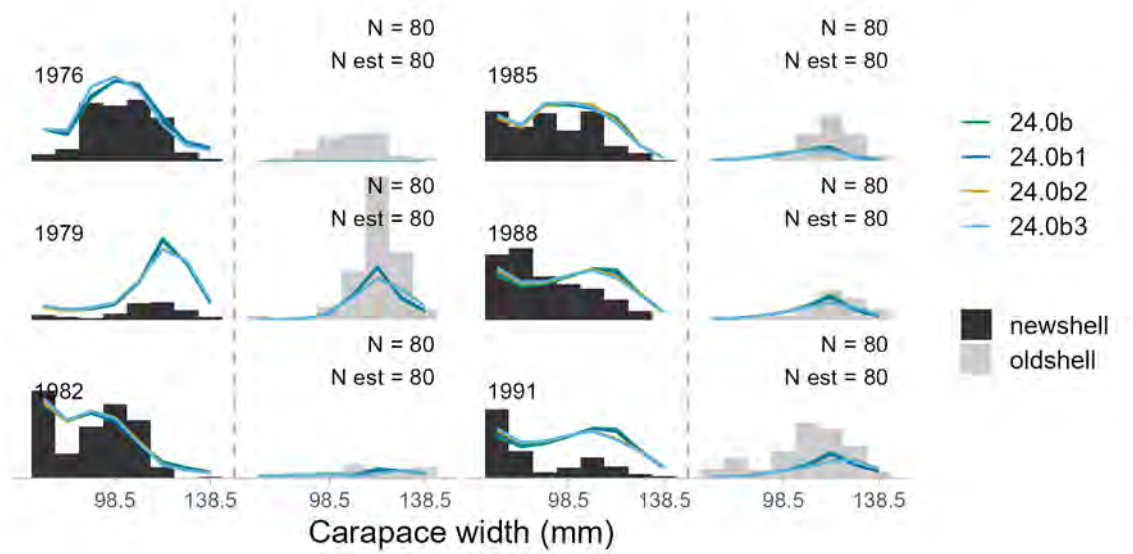 N = 80
N est = 80
1976
N = 80
N est = 80
1985
N = 80
N est = 80
1979
N = 80
N est = 80
1988
N = 80
N est = 80
1982
N = 80
N est = 80
1991
98.5 138.5 98.5 138.5 98.5 138.5 98.5 138.5
Carapace width (mm)
24.0b
24.0b1
24.0b2
24.0b3
newshell
oldshell